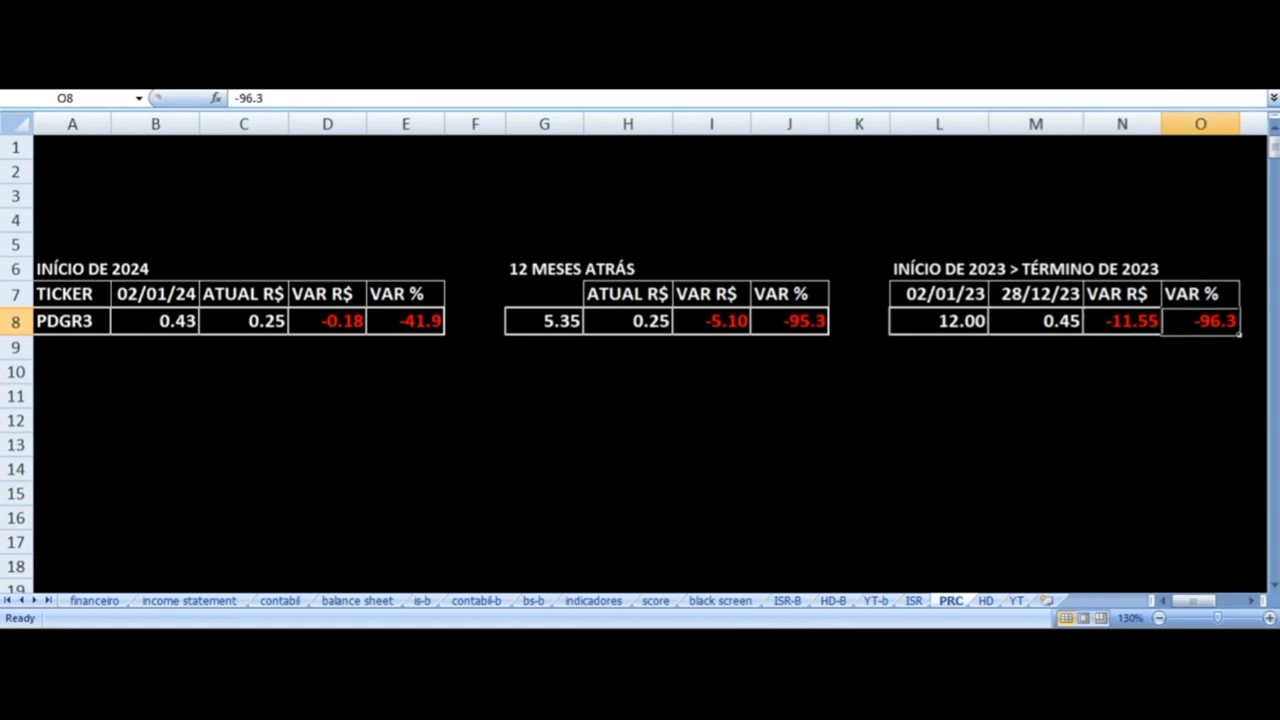 O8 fx -96.3
A B C D E F G H I J K L M N O
1
2
3
4
5
6 INÍCIO DE 2024 12 MESES ATRÁS INÍCIO DE 2023 > TÉRMINO DE 2023
7 TICKER 02/01/24 ATUAL R$ VAR R$ VAR % ATUAL R$ VAR R$ VAR % 02/01/23 28/12/23 VAR R$ VAR %
8 PDGR3 0.43 0.25 -0.18 -41.9 5.35 0.25 -5.10 -95.3 12.00 0.45 -11.55 -96.3
9
10
11
12
13
14
15
16
17
18
19
financeiro income statement contabil balance sheet is-b contabil-b bs-b indicadores score black screen ISR-B HD-B YT-b ISR PRC HD YT
Ready 130%